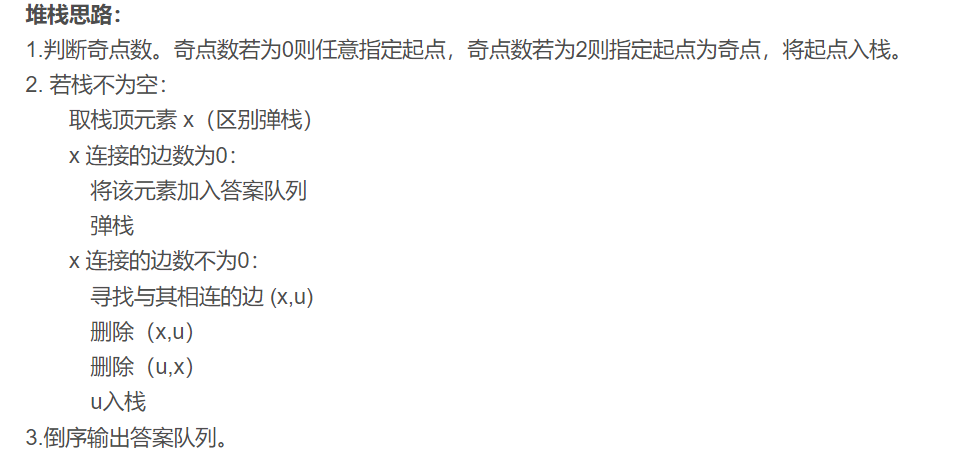 堆栈思路：
1.判断奇点数。奇点数若为0则任意指定起点，奇点数若为2则指定起点为奇点，将起点入栈。
2. 若栈不为空：
取栈顶元素 x（区别弹栈）
x 连接的边数为0：
将该元素加入答案队列
弹栈
x 连接的边数不为0：
寻找与其相连的边 (x,u)
删除（x,u）
删除（u,x）
u入栈
3.倒序输出答案队列。